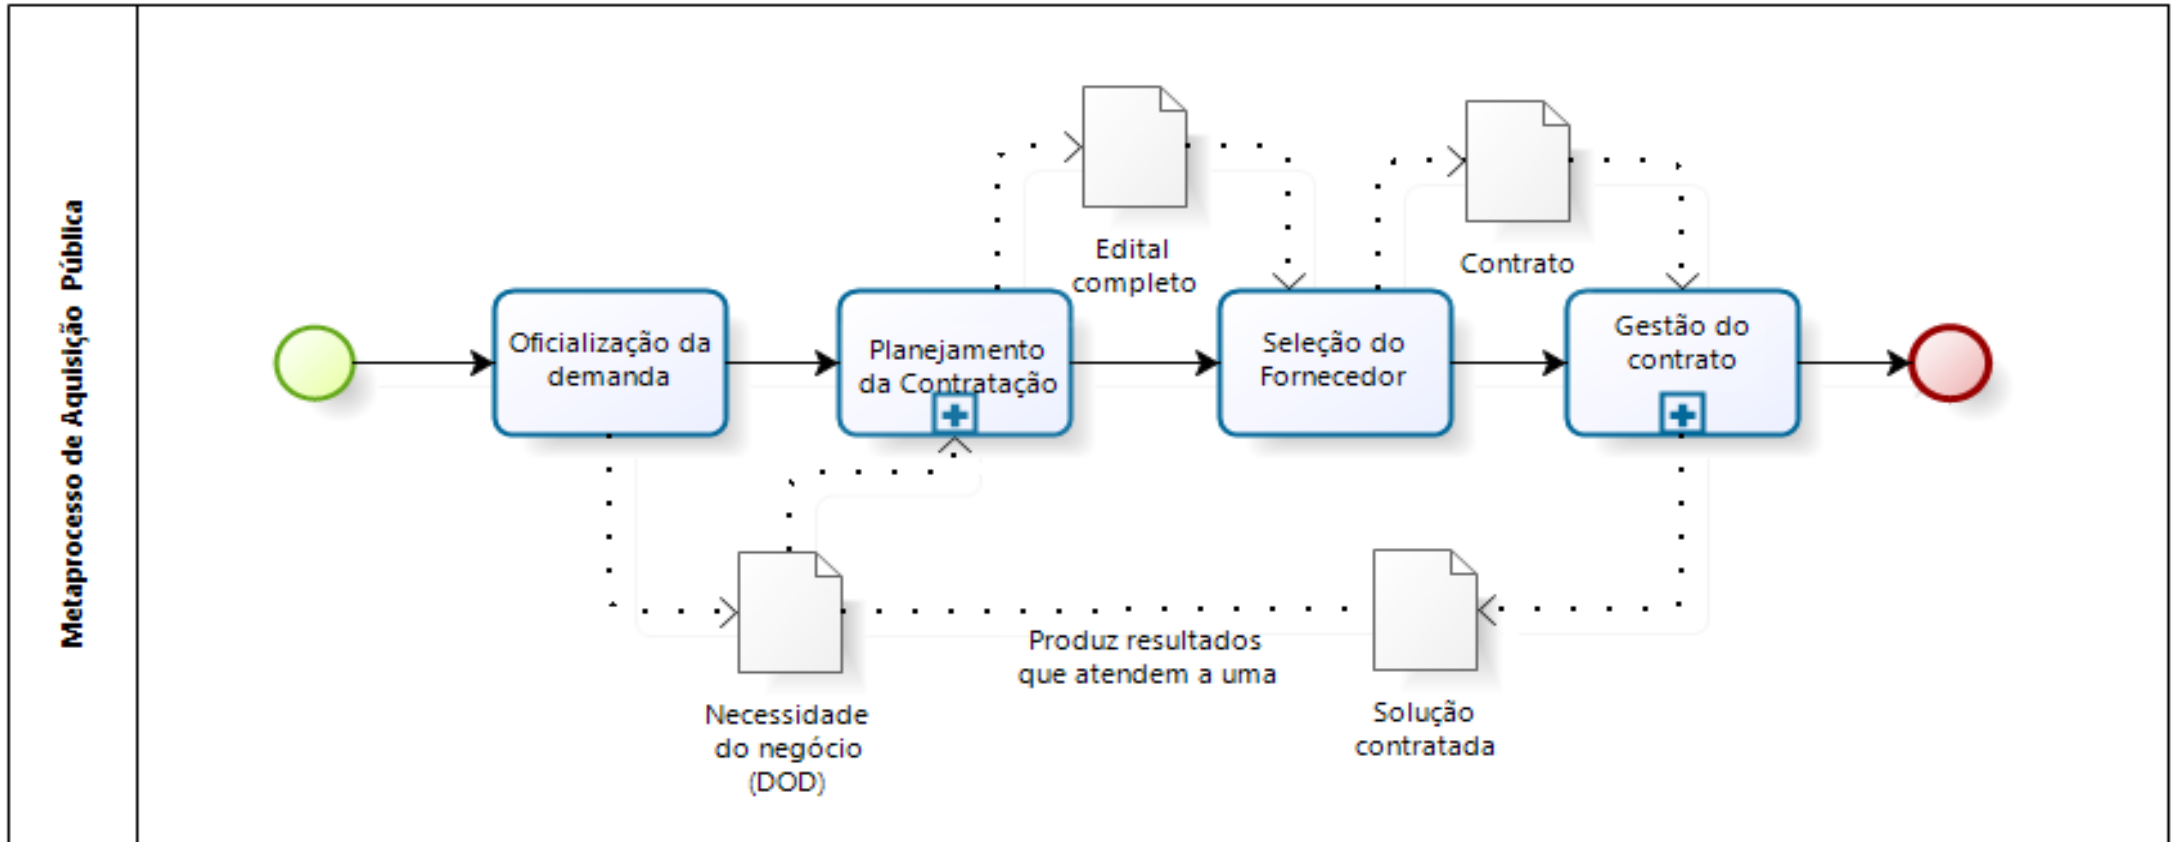 Metaprocesso de Aquisição Pública
Edital
completo
Contrato
Oficialização da
demanda
Planejamento
da Contratação
Seleção do
Fornecedor
Gestão do
contrato
Produz resultados
que atendem a uma
Necessidade
do negócio
(DOD)
Solução
contratada